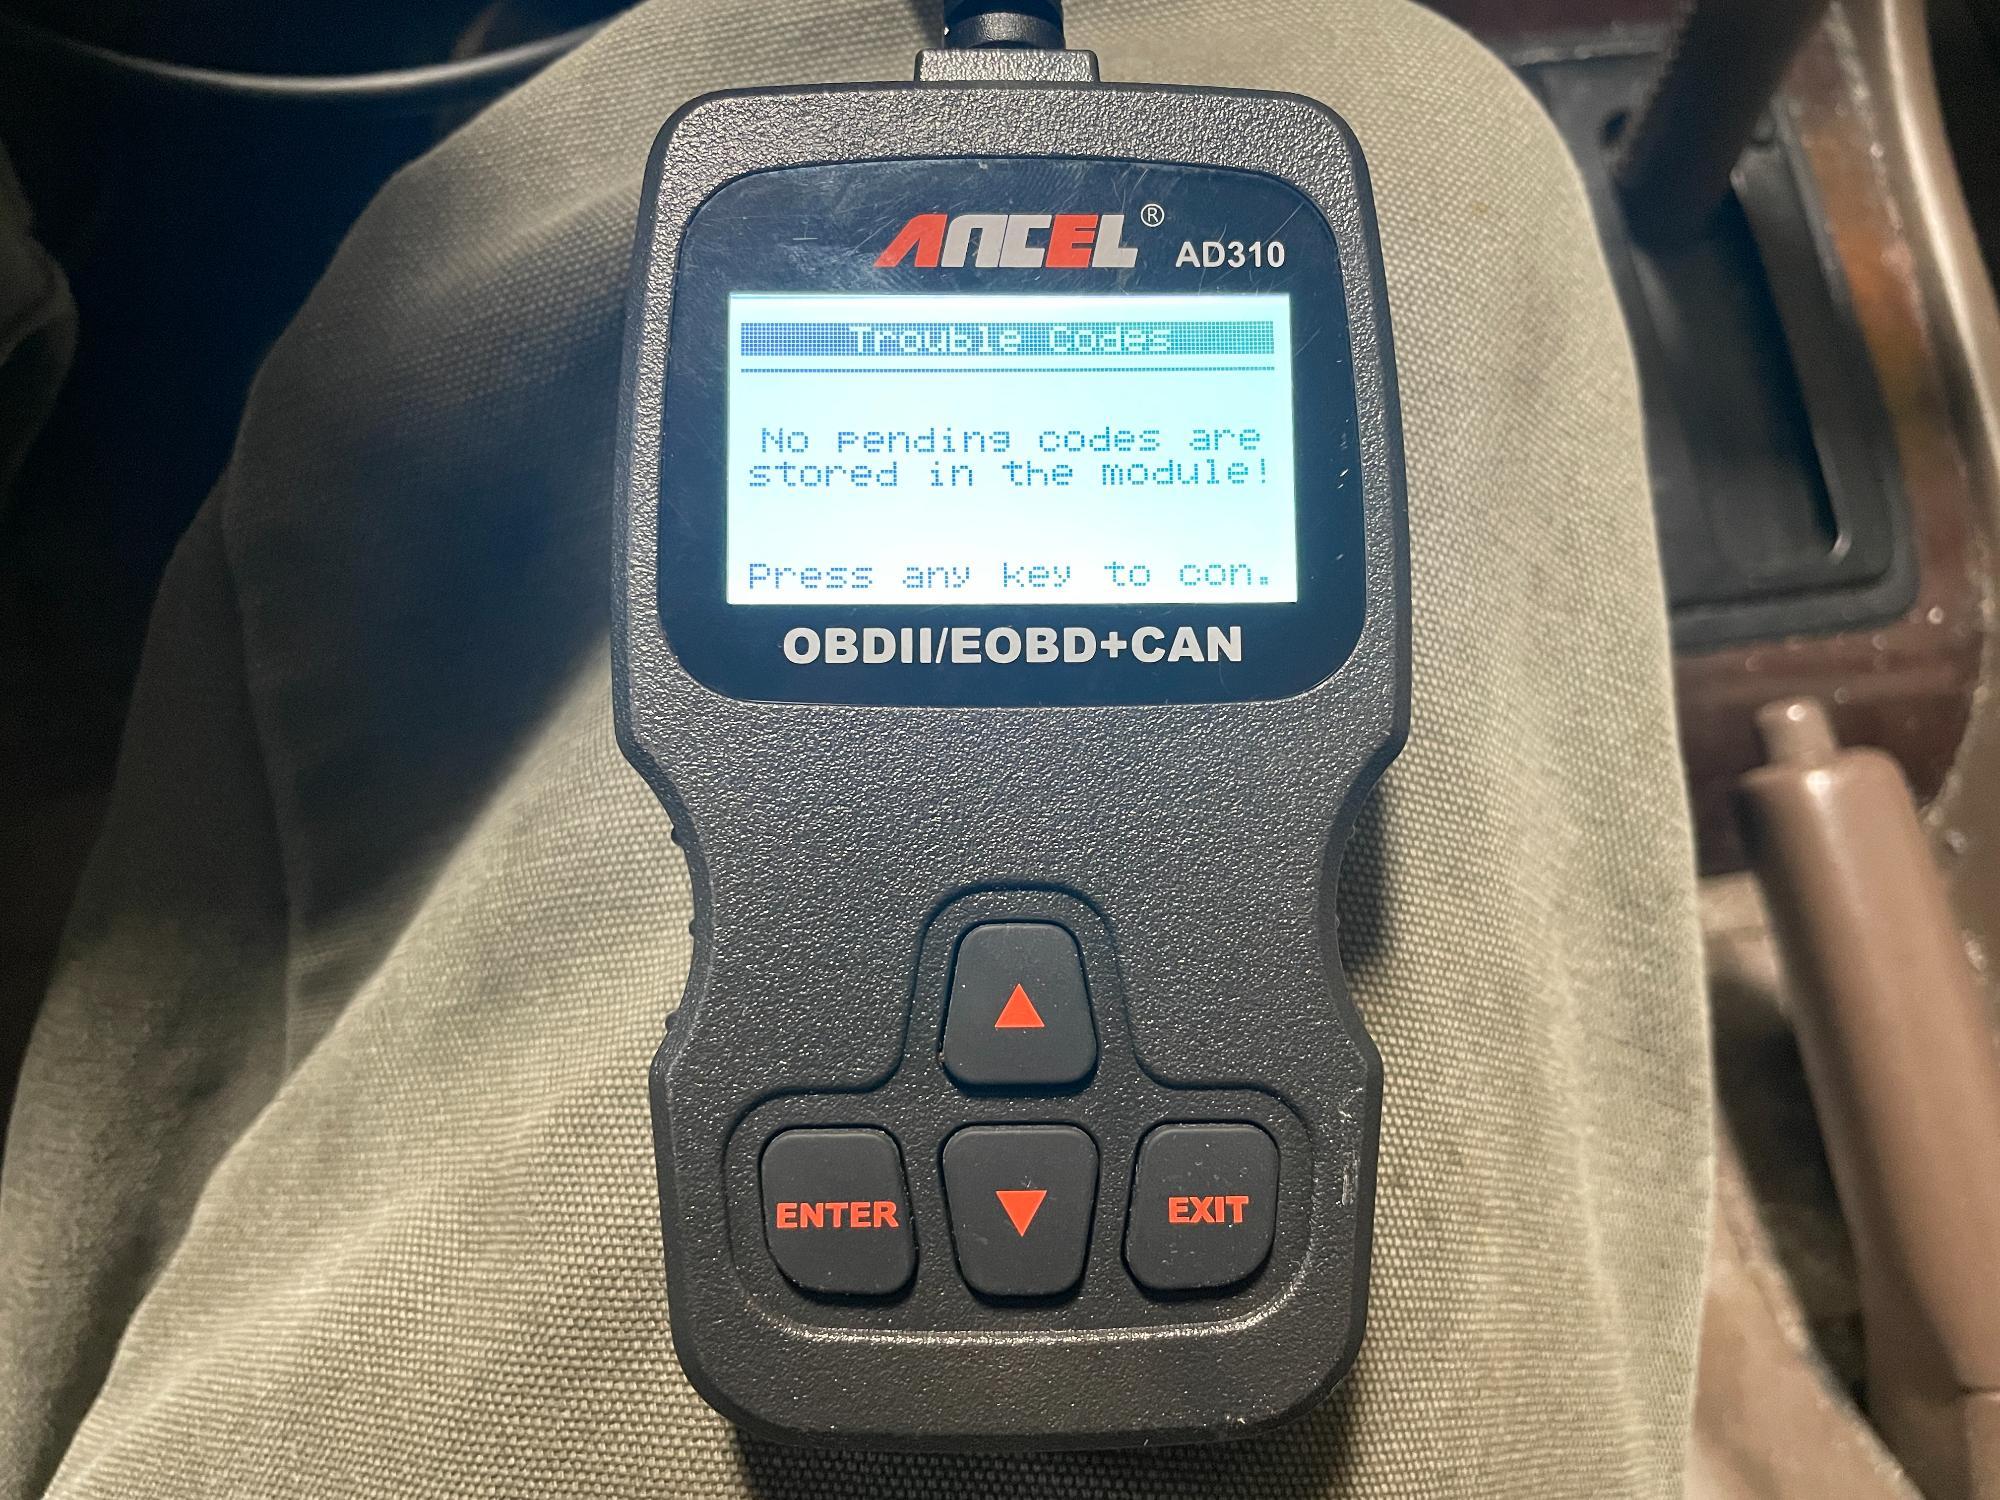 ANCEL® AD310
Trouble Codes
No pending codes are
stored in the module!
Press any key to con.
OBDII/EOBD+CAN
ENTER
EXIT